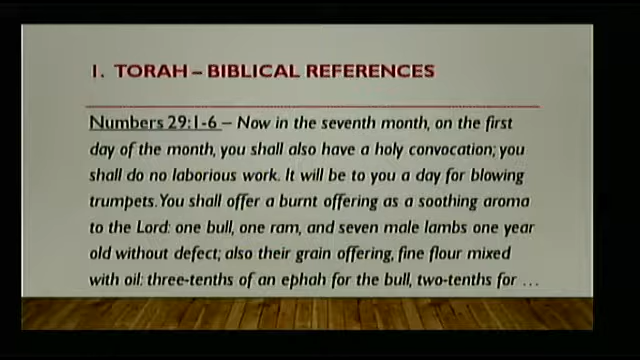 1. TORAH – BIBLICAL REFERENCES
Numbers 29:1-6 – Now in the seventh month, on the first
day of the month, you shall also have a holy convocation; you
shall do no laborious work. It will be to you a day for blowing
trumpets. You shall offer a burnt offering as a soothing aroma
to the Lord: one bull, one ram, and seven male lambs one year
old without defect; also their grain offering, fine flour mixed
with oil: three-tenths of an ephah for the bull, two-tenths for …